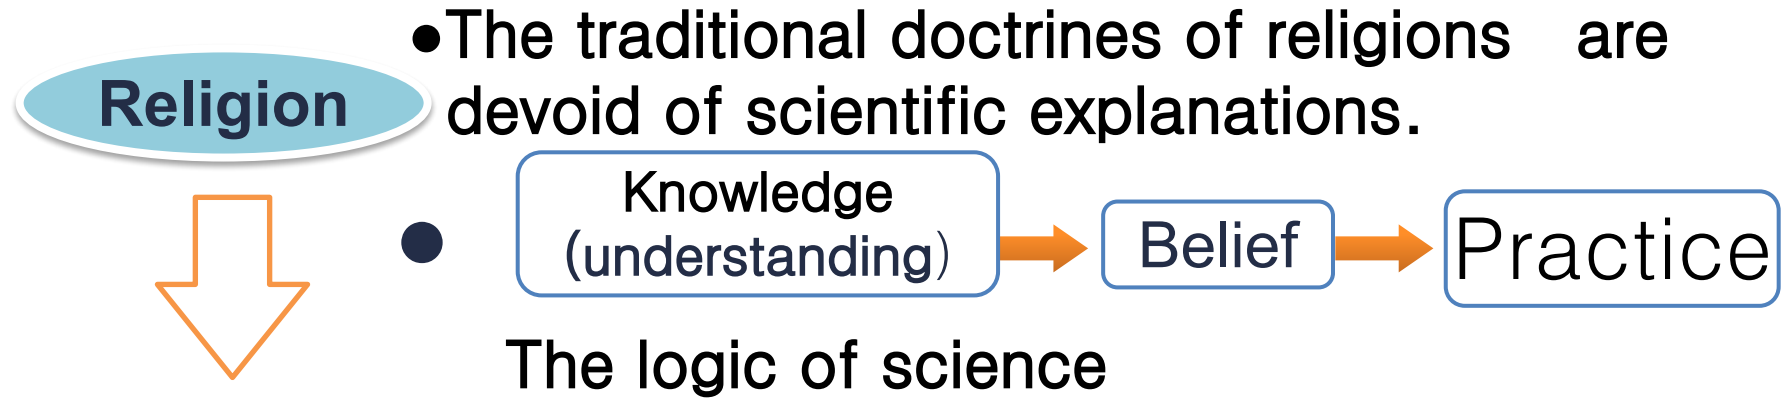 Religion
●The traditional doctrines of religions are
devoid of scientific explanations.
● Knowledge
(understanding)
Belief
Practice
The logic of science